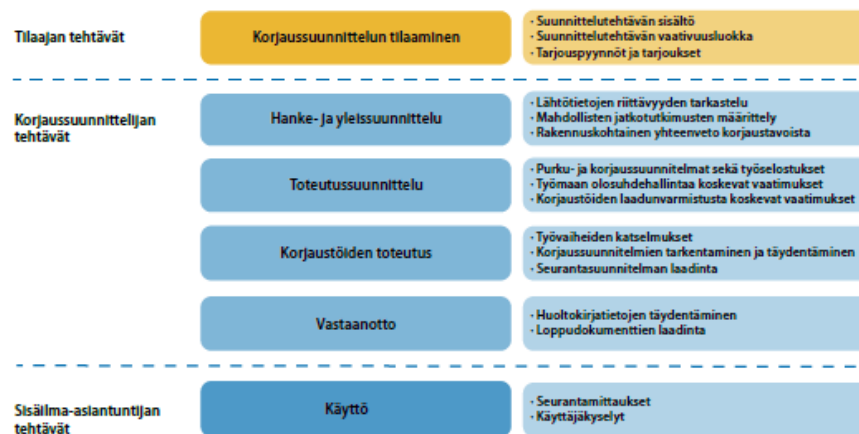 Tilaajan tehtävät
Korjaussuunnittelun tilaaminen
· Suunnittelutehtävän sisältö
· Suunnittelutehtävän vaativuusluokka
· Tarjouspyynnöt ja tarjoukset
Korjaussuunnittelijan
tehtävät
Hanke- ja yleissuunnittelu
· Lähtötietojen riittävyyden tarkastelu
· Mahdollisten jatkotutkimusten määrittely
· Rakennuskohtainen yhteenveto korjaustavoista
Toteutussuunnittelu
· Purku- ja korjaussuunnitelmat sekä työselostukset
· Työmaan olosuhdehallintaa koskevat vaatimukset
· Korjaustöiden laadunvarmistusta koskevat vaatimukset
Korjaustöiden toteutus
· Työvaiheiden katselmukset
· Korjaussuunnitelmien tarkentaminen ja täydentäminen
· Seurantasuunnitelman laadinta
Vastaanotto
· Huoltokirjatietojen täydentäminen
· Loppudokumenttien laadinta
Sisäilma-asiantuntijan
tehtävät
Käyttö
· Seurantamittaukset
· Käyttäjäkyselyt